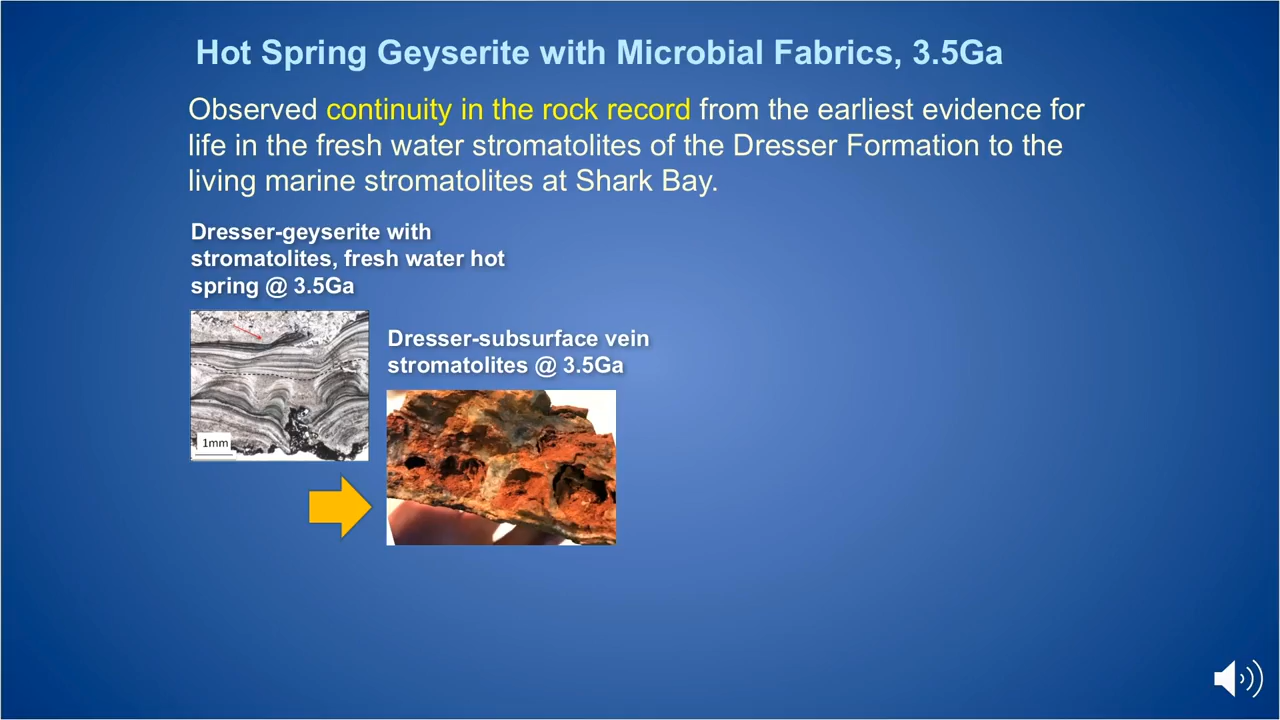 Hot Spring Geyserite with Microbial Fabrics, 3.5Ga
Observed continuity in the rock record from the earliest evidence for
life in the fresh water stromatolites of the Dresser Formation to the
living marine stromatolites at Shark Bay.
Dresser-geyserite with
stromatolites, fresh water hot
spring @ 3.5Ga
1mm
Dresser-subsurface vein
stromatolites @ 3.5Ga